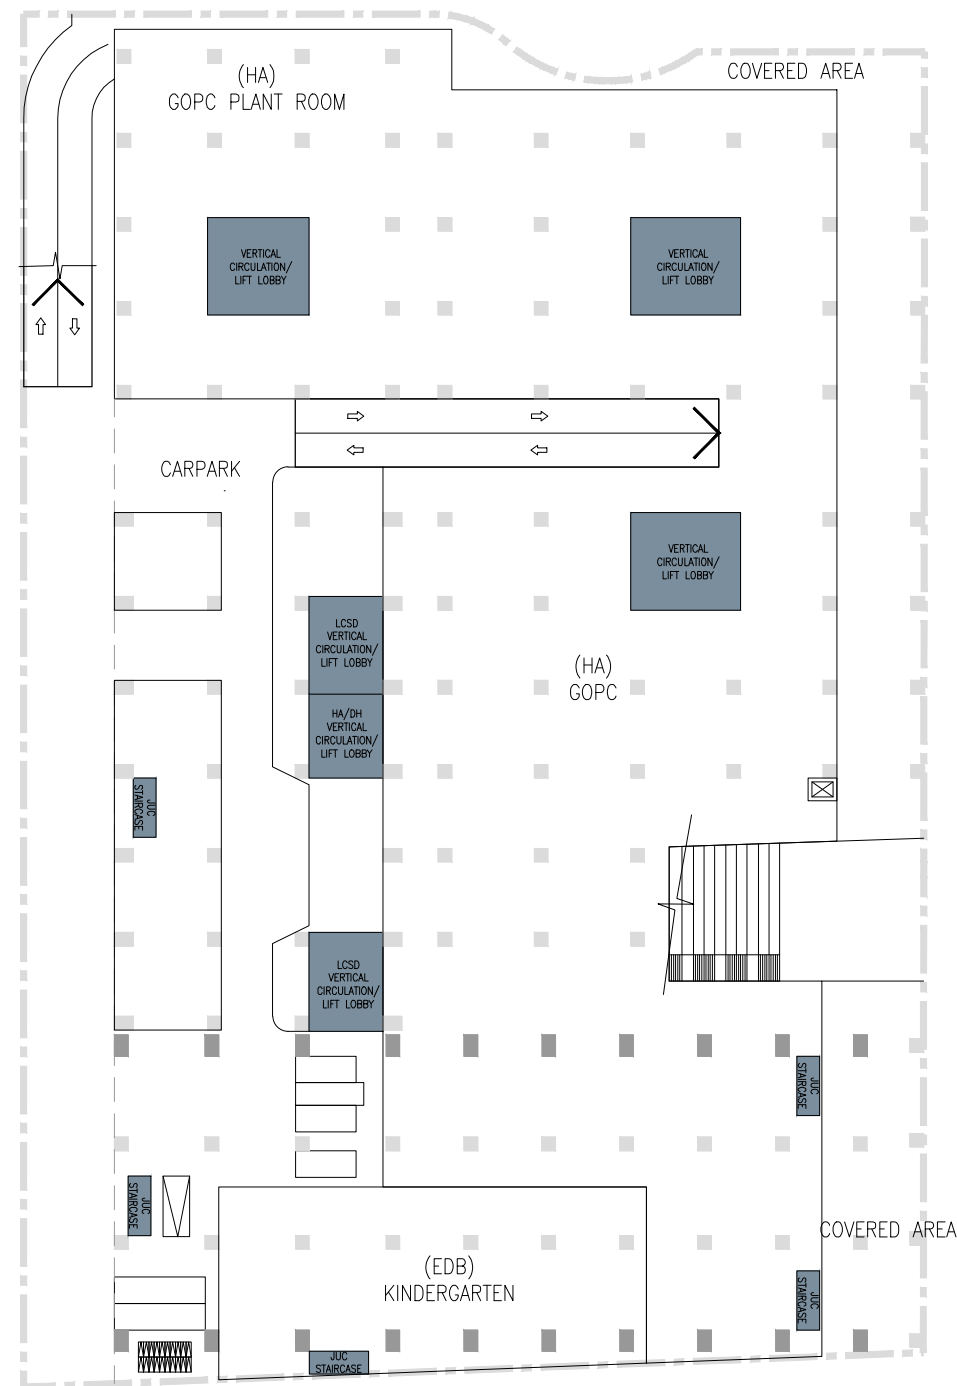 (HA)
GOPC PLANT ROOM
COVERED AREA
VERTICAL
CIRCULATION/
LIFT LOBBY
VERTICAL
CIRCULATION/
LIFT LOBBY
CARPARK
VERTICAL
CIRCULATION/
LIFT LOBBY
LCSD
VERTICAL
CIRCULATION/
LIFT LOBBY
(HA)
GOPC
HA/DH
VERTICAL
CIRCULATION/
LIFT LOBBY
JUC
STAIRCASE
LCSD
VERTICAL
CIRCULATION/
LIFT LOBBY
JUC
STAIRCASE
JUC
STAIRCASE
COVERED AREA
(EDB)
KINDERGARTEN
JUC
STAIRCASE
JUC
STAIRCASE